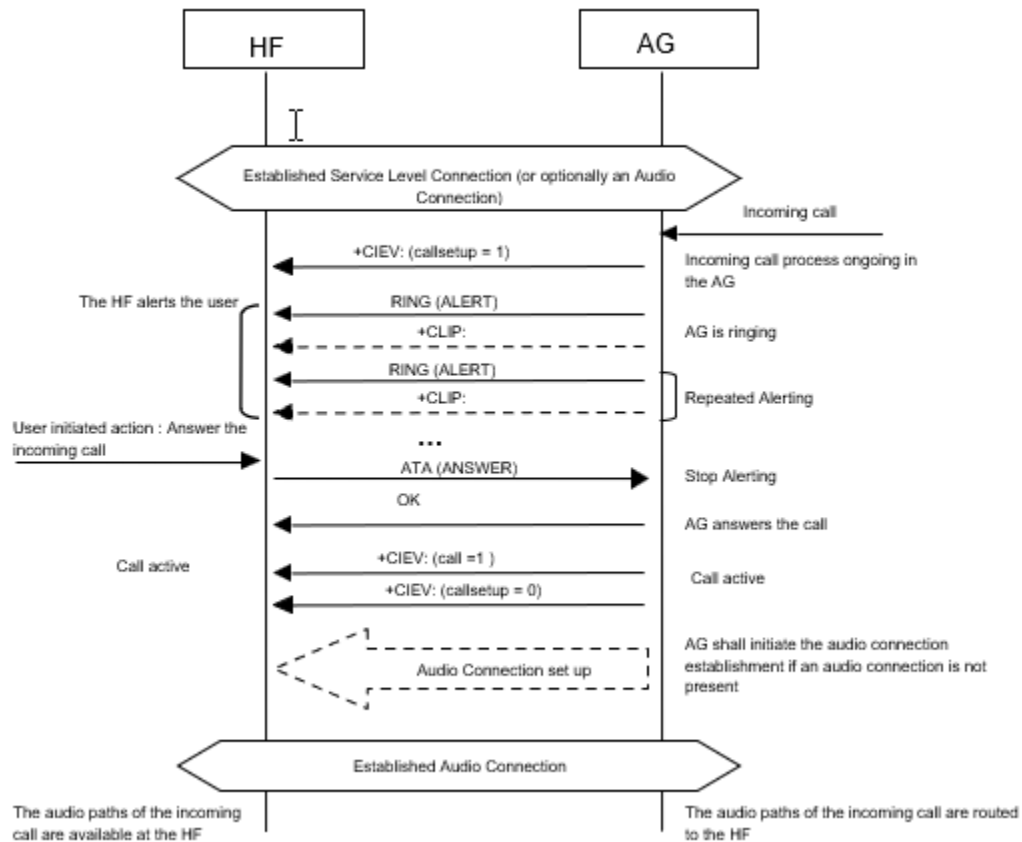 HF
AG
Established Service Level Connection (or optionally an Audio
Connection)
Incoming call
+CIEV: (callsetup = 1)
Incoming call process ongoing in
the AG
The HF alerts the user
RING (ALERT)
+CLIP:
AG is ringing
RING (ALERT)
+CLIP:
Repeated Alerting
User initiated action : Answer the
incoming call
...
ATA (ANSWER)
Stop Alerting
OK
AG answers the call
Call active
+CIEV: (call =1 )
Call active
+CIEV: (callsetup = 0)
AG shall initiate the audio connection
establishment if an audio connection is not
present
Audio Connection set up
Established Audio Connection
The audio paths of the incoming
call are available at the HF
The audio paths of the incoming call are routed
to the HF